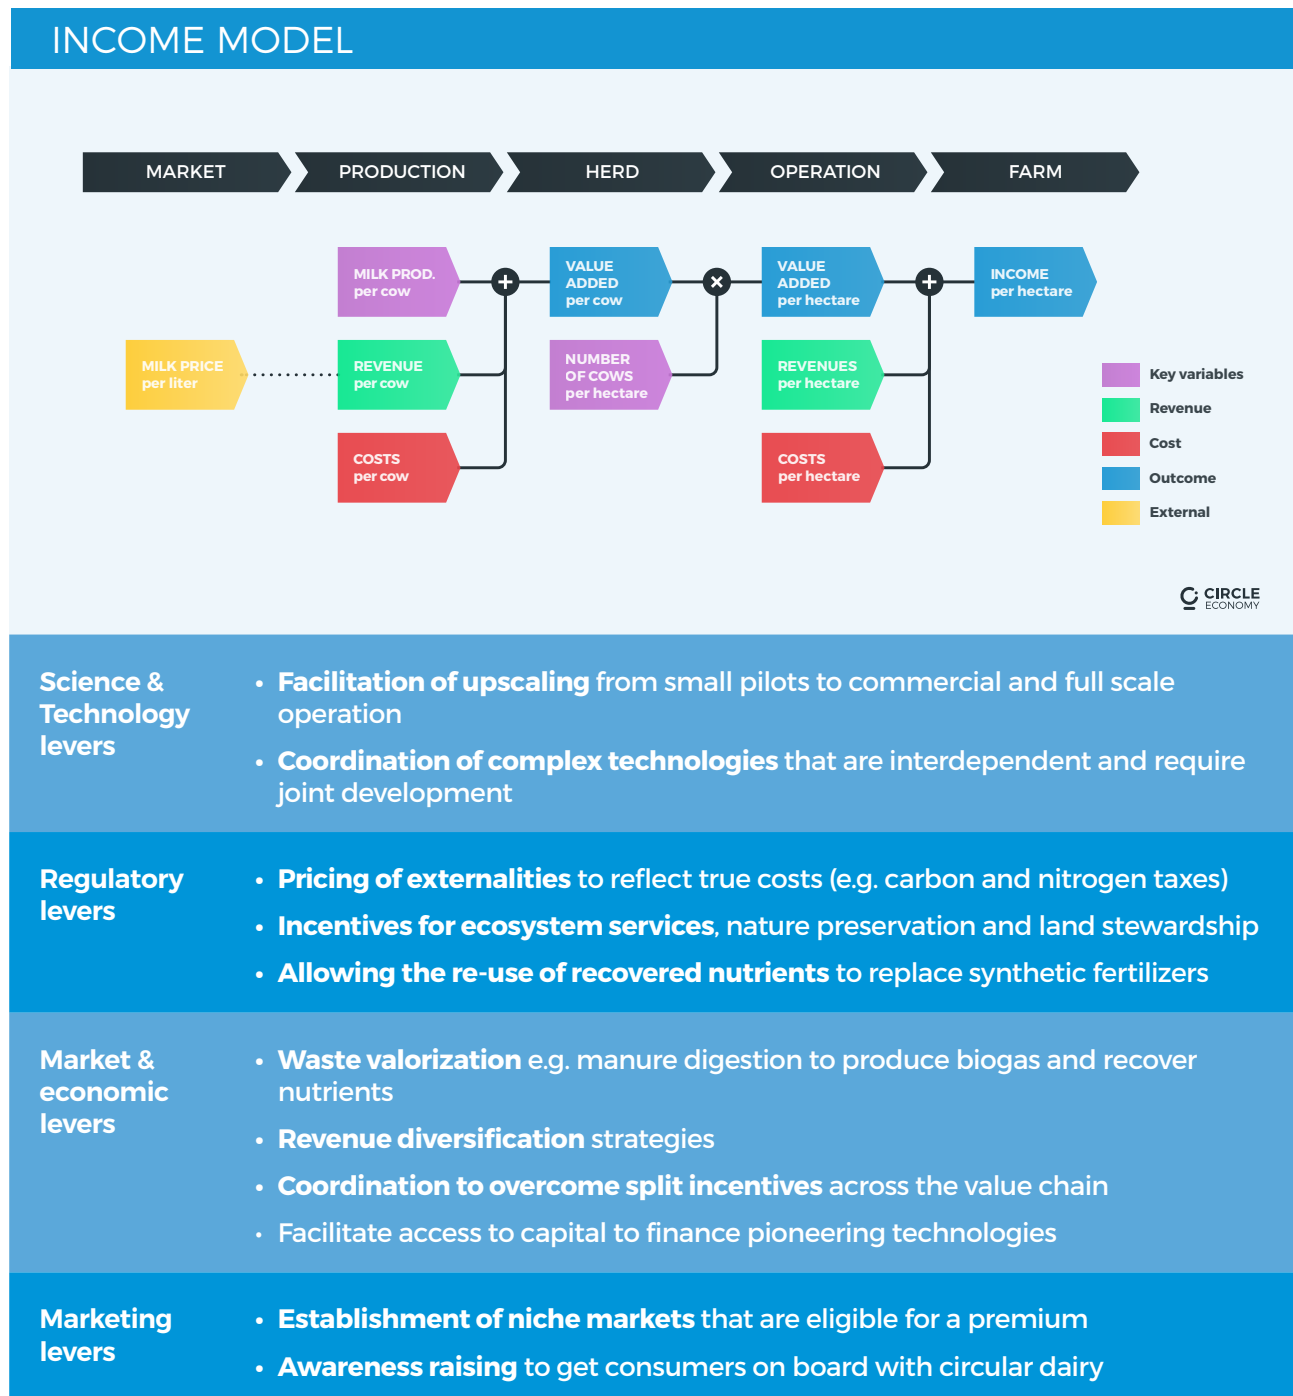 INCOME MODEL
MARKET
PRODUCTION
HERD
OPERATION
FARM
MILK PROD.
per cow
VALUE
ADDED
per cow
VALUE
ADDED
per hectare
INCOME
per hectare
MILK PRICE
per liter
REVENUE
per cow
NUMBER
OF COWS
per hectare
REVENUES
per hectare
COSTS
per cow
COSTS
per hectare
Key variables
Revenue
Cost
Outcome
External
CIRCLE
ECONOMY
Science &
Technology
levers
• Facilitation of upscaling from small pilots to commercial and full scale
operation
• Coordination of complex technologies that are interdependent and require
joint development
Regulatory
levers
• Pricing of externalities to reflect true costs (e.g. carbon and nitrogen taxes)
• Incentives for ecosystem services, nature preservation and land stewardship
• Allowing the re-use of recovered nutrients to replace synthetic fertilizers
Market &
economic
levers
• Waste valorization e.g. manure digestion to produce biogas and recover
nutrients
• Revenue diversification strategies
• Coordination to overcome split incentives across the value chain
• Facilitate access to capital to finance pioneering technologies
Marketing
levers
• Establishment of niche markets that are eligible for a premium
• Awareness raising to get consumers on board with circular dairy